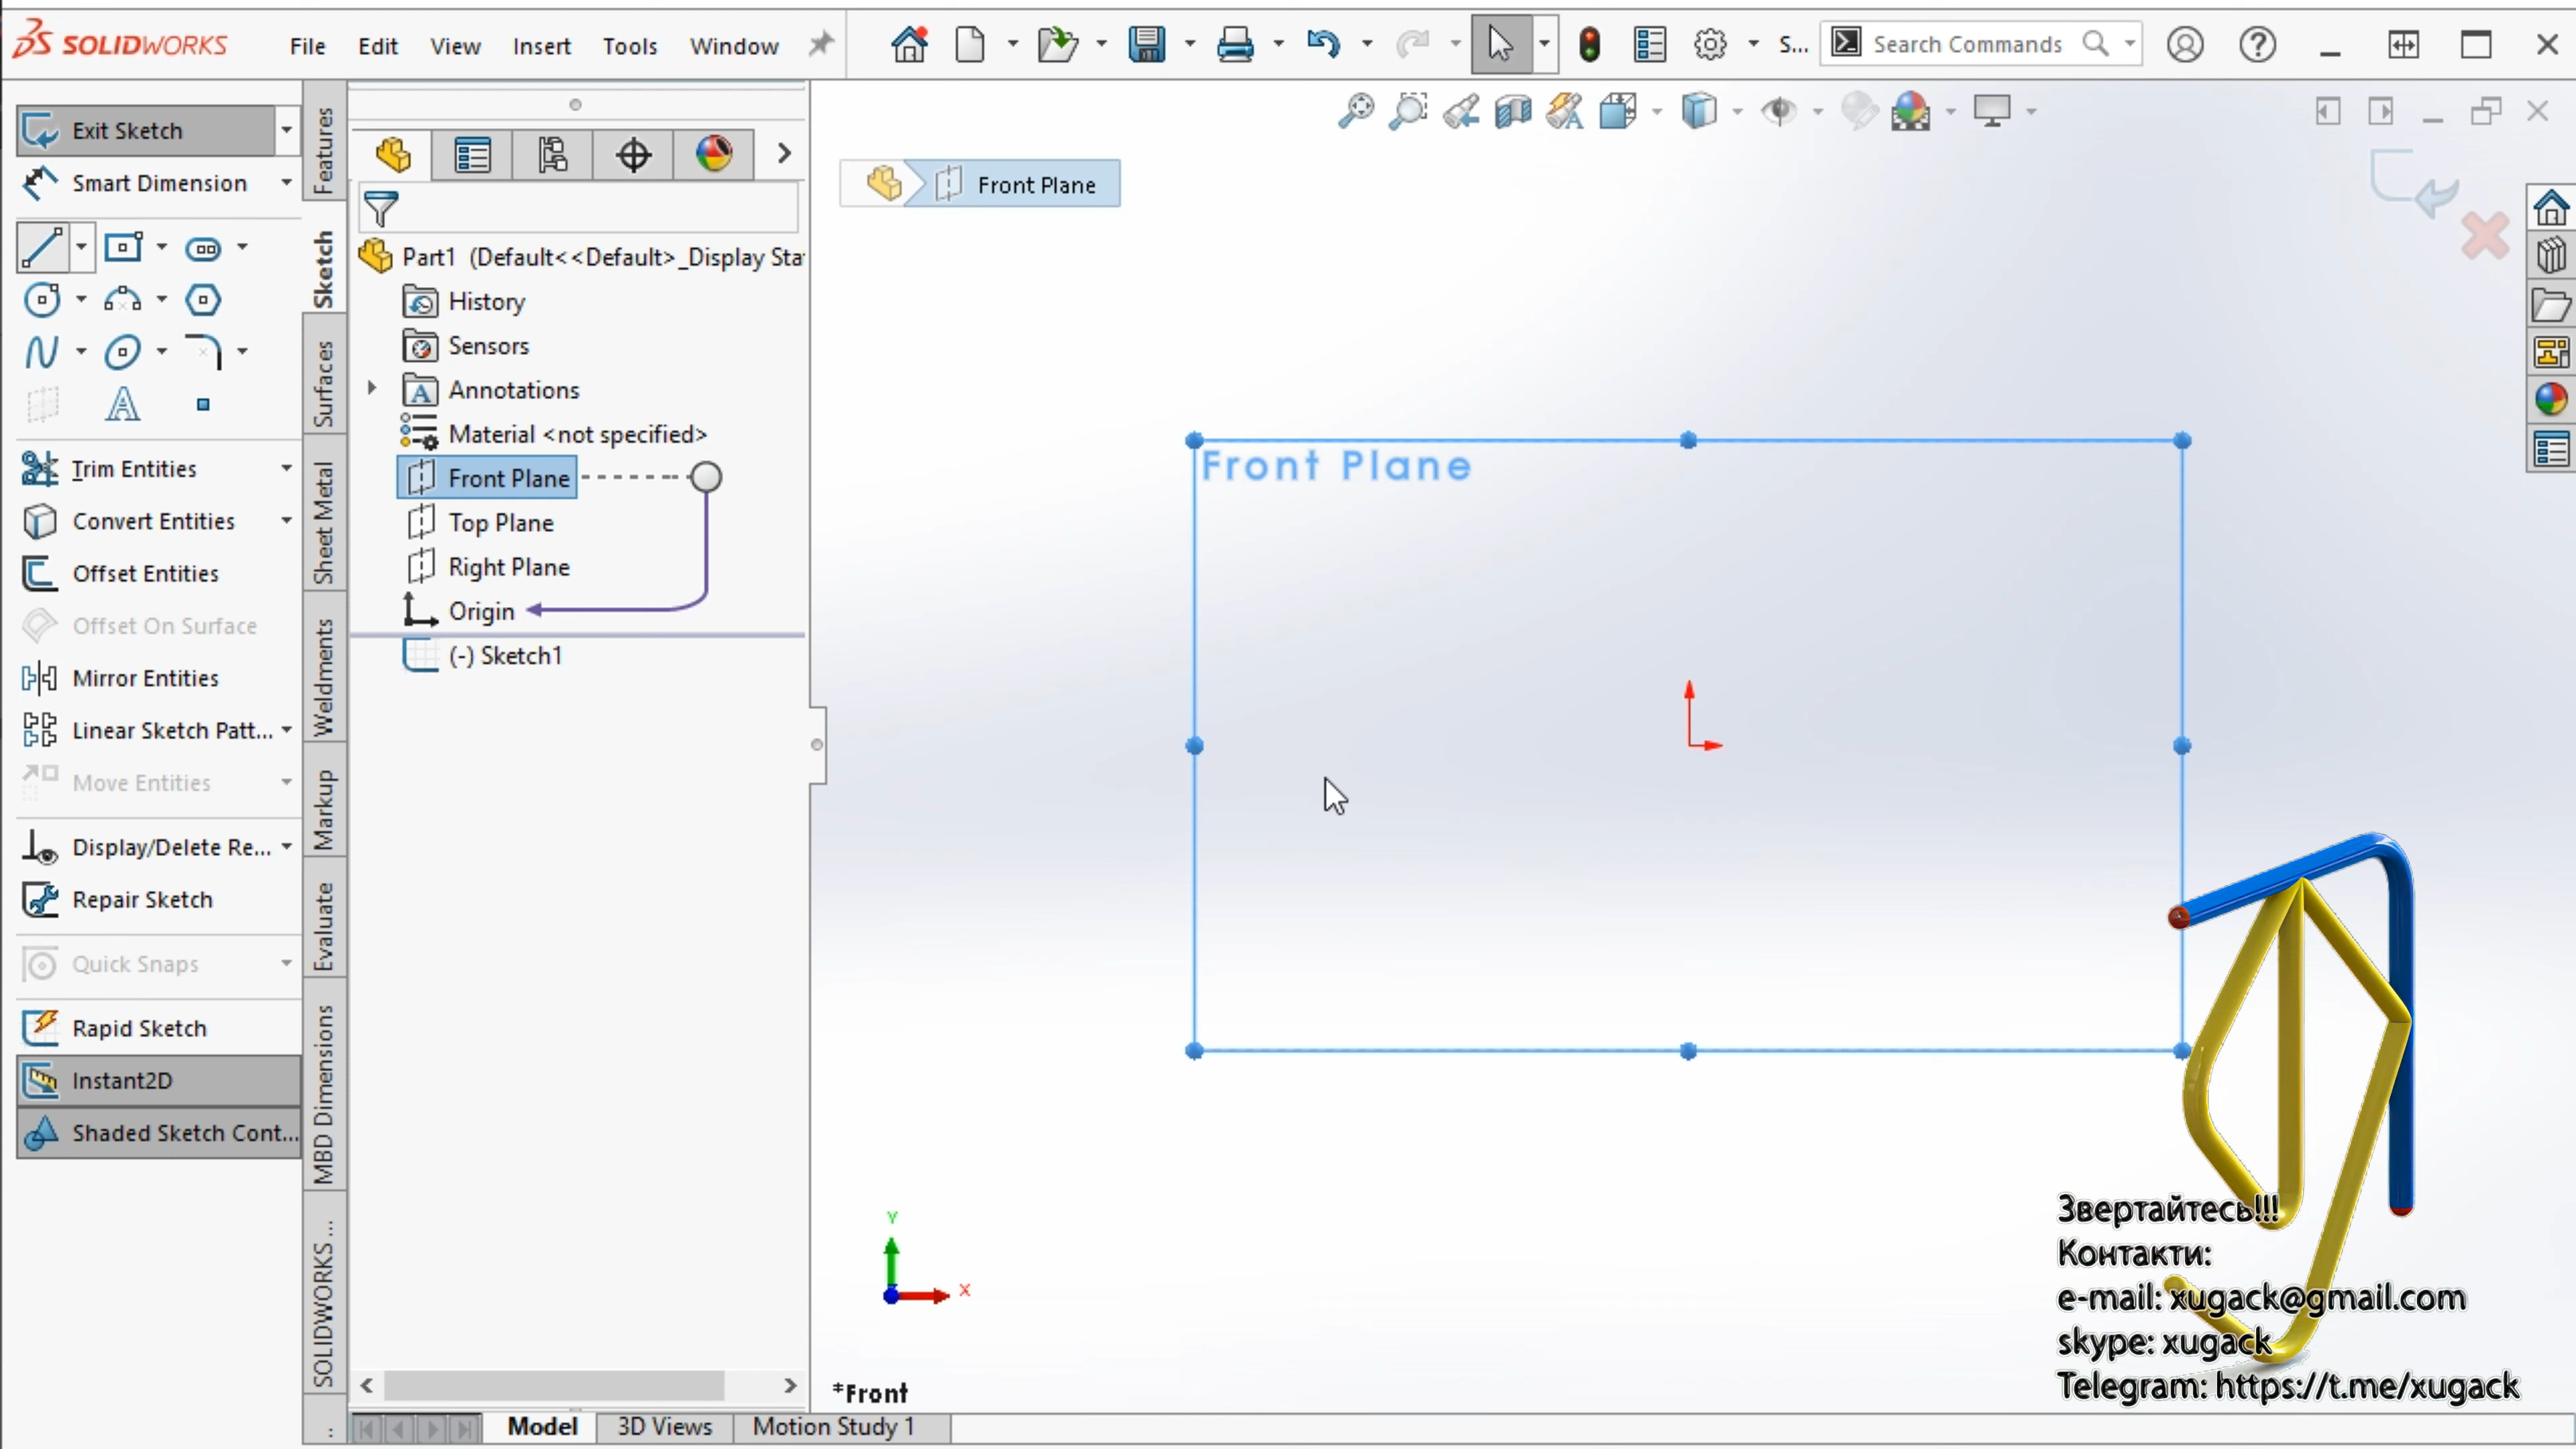 SOLIDWORKS
File Edit View Insert Tools Window
S...
Search Commands
Exit Sketch
Smart Dimension
Trim Entities
Convert Entities
Offset Entities
Offset On Surface
Mirror Entities
Linear Sketch Patt...
Move Entities
Display/Delete Re...
Repair Sketch
Quick Snaps
Rapid Sketch
Instant2D
Shaded Sketch Cont...
Features
Sketch
Surfaces
Sheet Metal
Weldments
Markup
Evaluate
MBD Dimensions
SOLIDWORKS ...
Part1 (Default<<Default>_Display Sta
History
Sensors
Annotations
Material <not specified>
Front Plane
Top Plane
Right Plane
Origin
(-) Sketch1
Front Plane
Front Plane
Y
X
*Front
Звертайтесь!!!
Контакти:
e-mail: xugack@gmail.com
skype: xugack
Telegram: https://t.me/xugack
Model 3D Views Motion Study 1